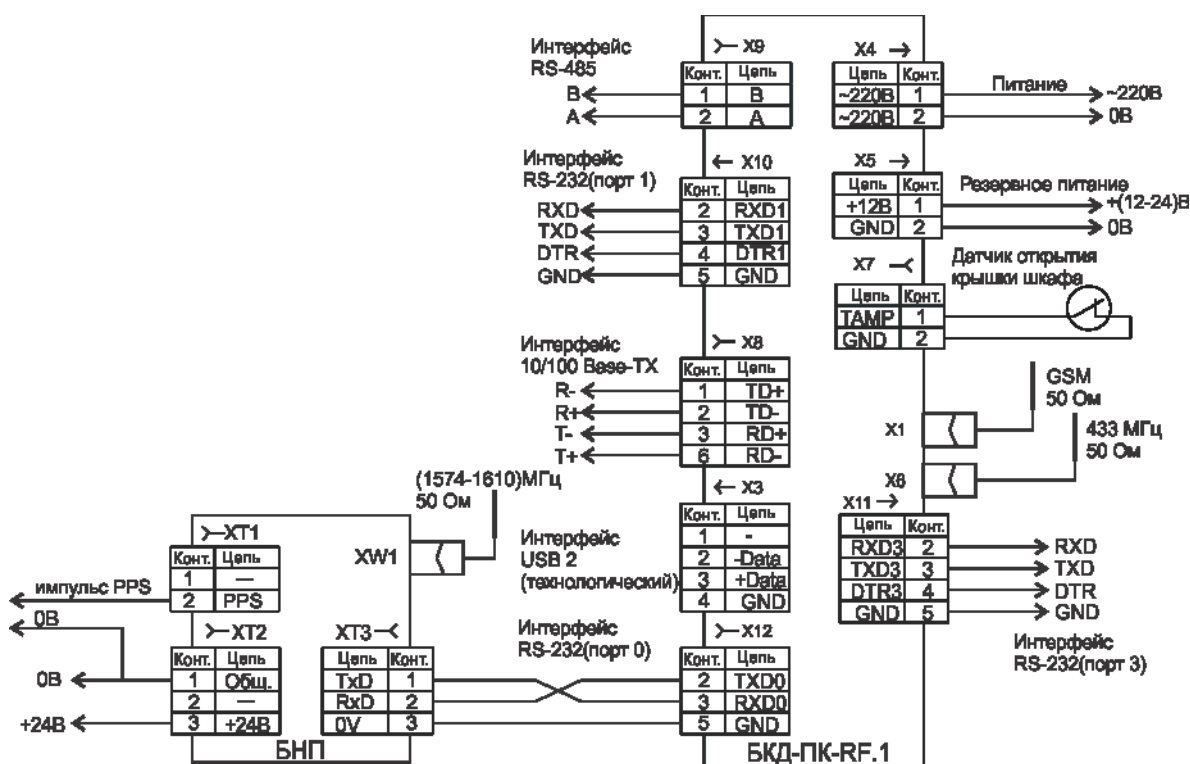 Интерфейс
RS-485
B
A
X9
Конт. Цепь
1 B
2 A
X4
Цепь Конт.
~220В 1
~220В 2
Питание
~220В
0В
Интерфейс
RS-232(порт 1)
RXD
TXD
DTR
GND
X10
Конт. Цепь
2 RXD1
3 TXD1
4 DTR1
5 GND
X5
Цепь Конт.
+12В 1
GND 2
Резервное питание
+(12-24)В
0В
X7
Цепь Конт.
TAMP 1
GND 2
Датчик открытия
крышки шкафа
Интерфейс
10/100 Base-TX
R-
R+
T-
T+
X8
Конт. Цепь
1 TD+
2 TD-
3 RD+
6 RD-
GSM
50 Ом
X1
433 МГц
50 Ом
X6
(1574-1610)МГц
50 Ом
XW1
Интерфейс
USB 2
(технологический)
X3
Конт. Цепь
1 -
2 -Data
3 +Data
4 GND
X11
Цепь Конт.
RXD3 2
TXD3 3
DTR3 4
GND 5
RXD
TXD
DTR
GND
Интерфейс
RS-232(порт 3)
XT1
Конт. Цепь
1 —
2 PPS
импульс PPS
0В
XT2
Конт. Цепь
1 Общ.
2 —
3 +24В
0В
+24В
XT3
Цепь Конт.
TxD 1
RxD 2
0V 3
Интерфейс
RS-232(порт 0)
X12
Конт. Цепь
2 TXD0
3 RXD0
5 GND
БНП
БКД-ПК-RF.1